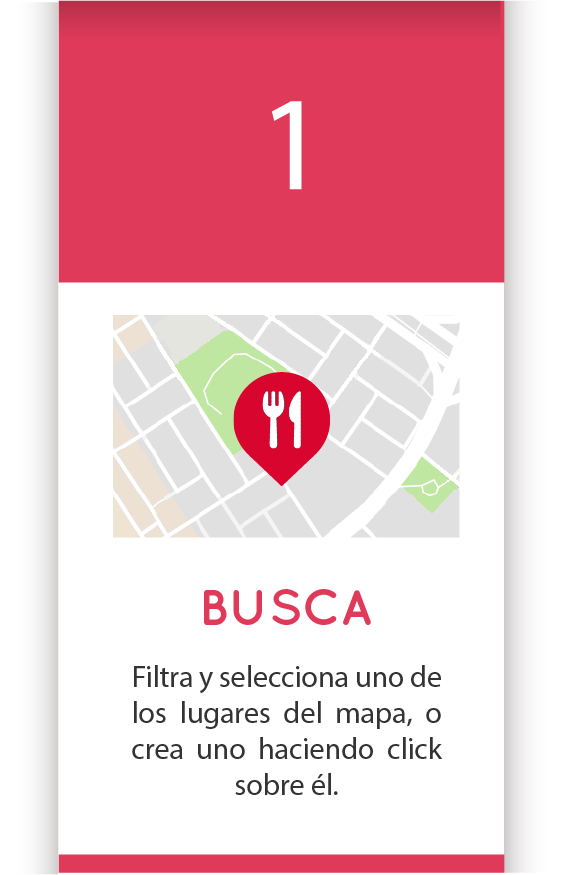 1
BUSCA
Filtra y selecciona uno de
los lugares del mapa, o
crea uno haciendo click
sobre él.